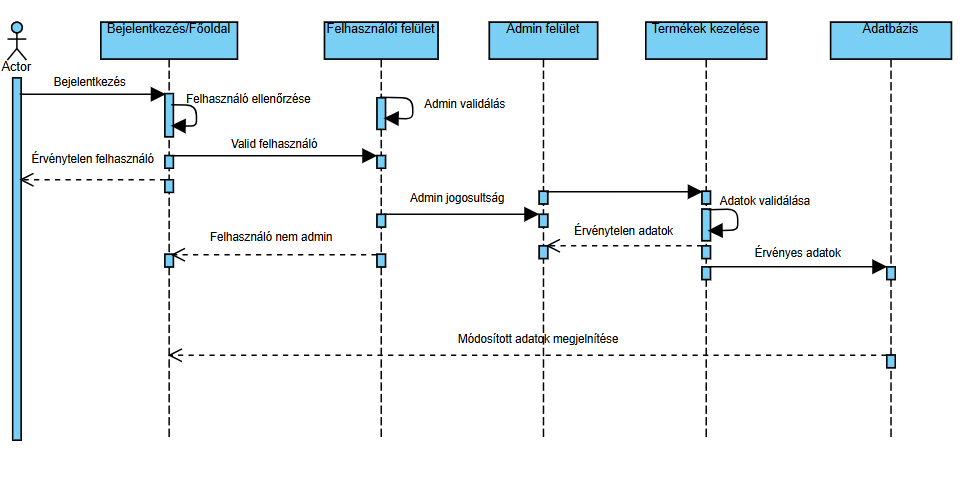 Bejelentkezés/Főoldal
Felhasználói felület
Admin felület
Termékek kezelése
Adatbázis
Actor
Bejelentkezés
Felhasználó ellenőrzése
Admin validálás
Valid felhasználó
Érvénytelen felhasználó
Admin jogosultság
Adatok validálása
Felhasználó nem admin
Érvénytelen adatok
Érvényes adatok
Módosított adatok megjelnítése